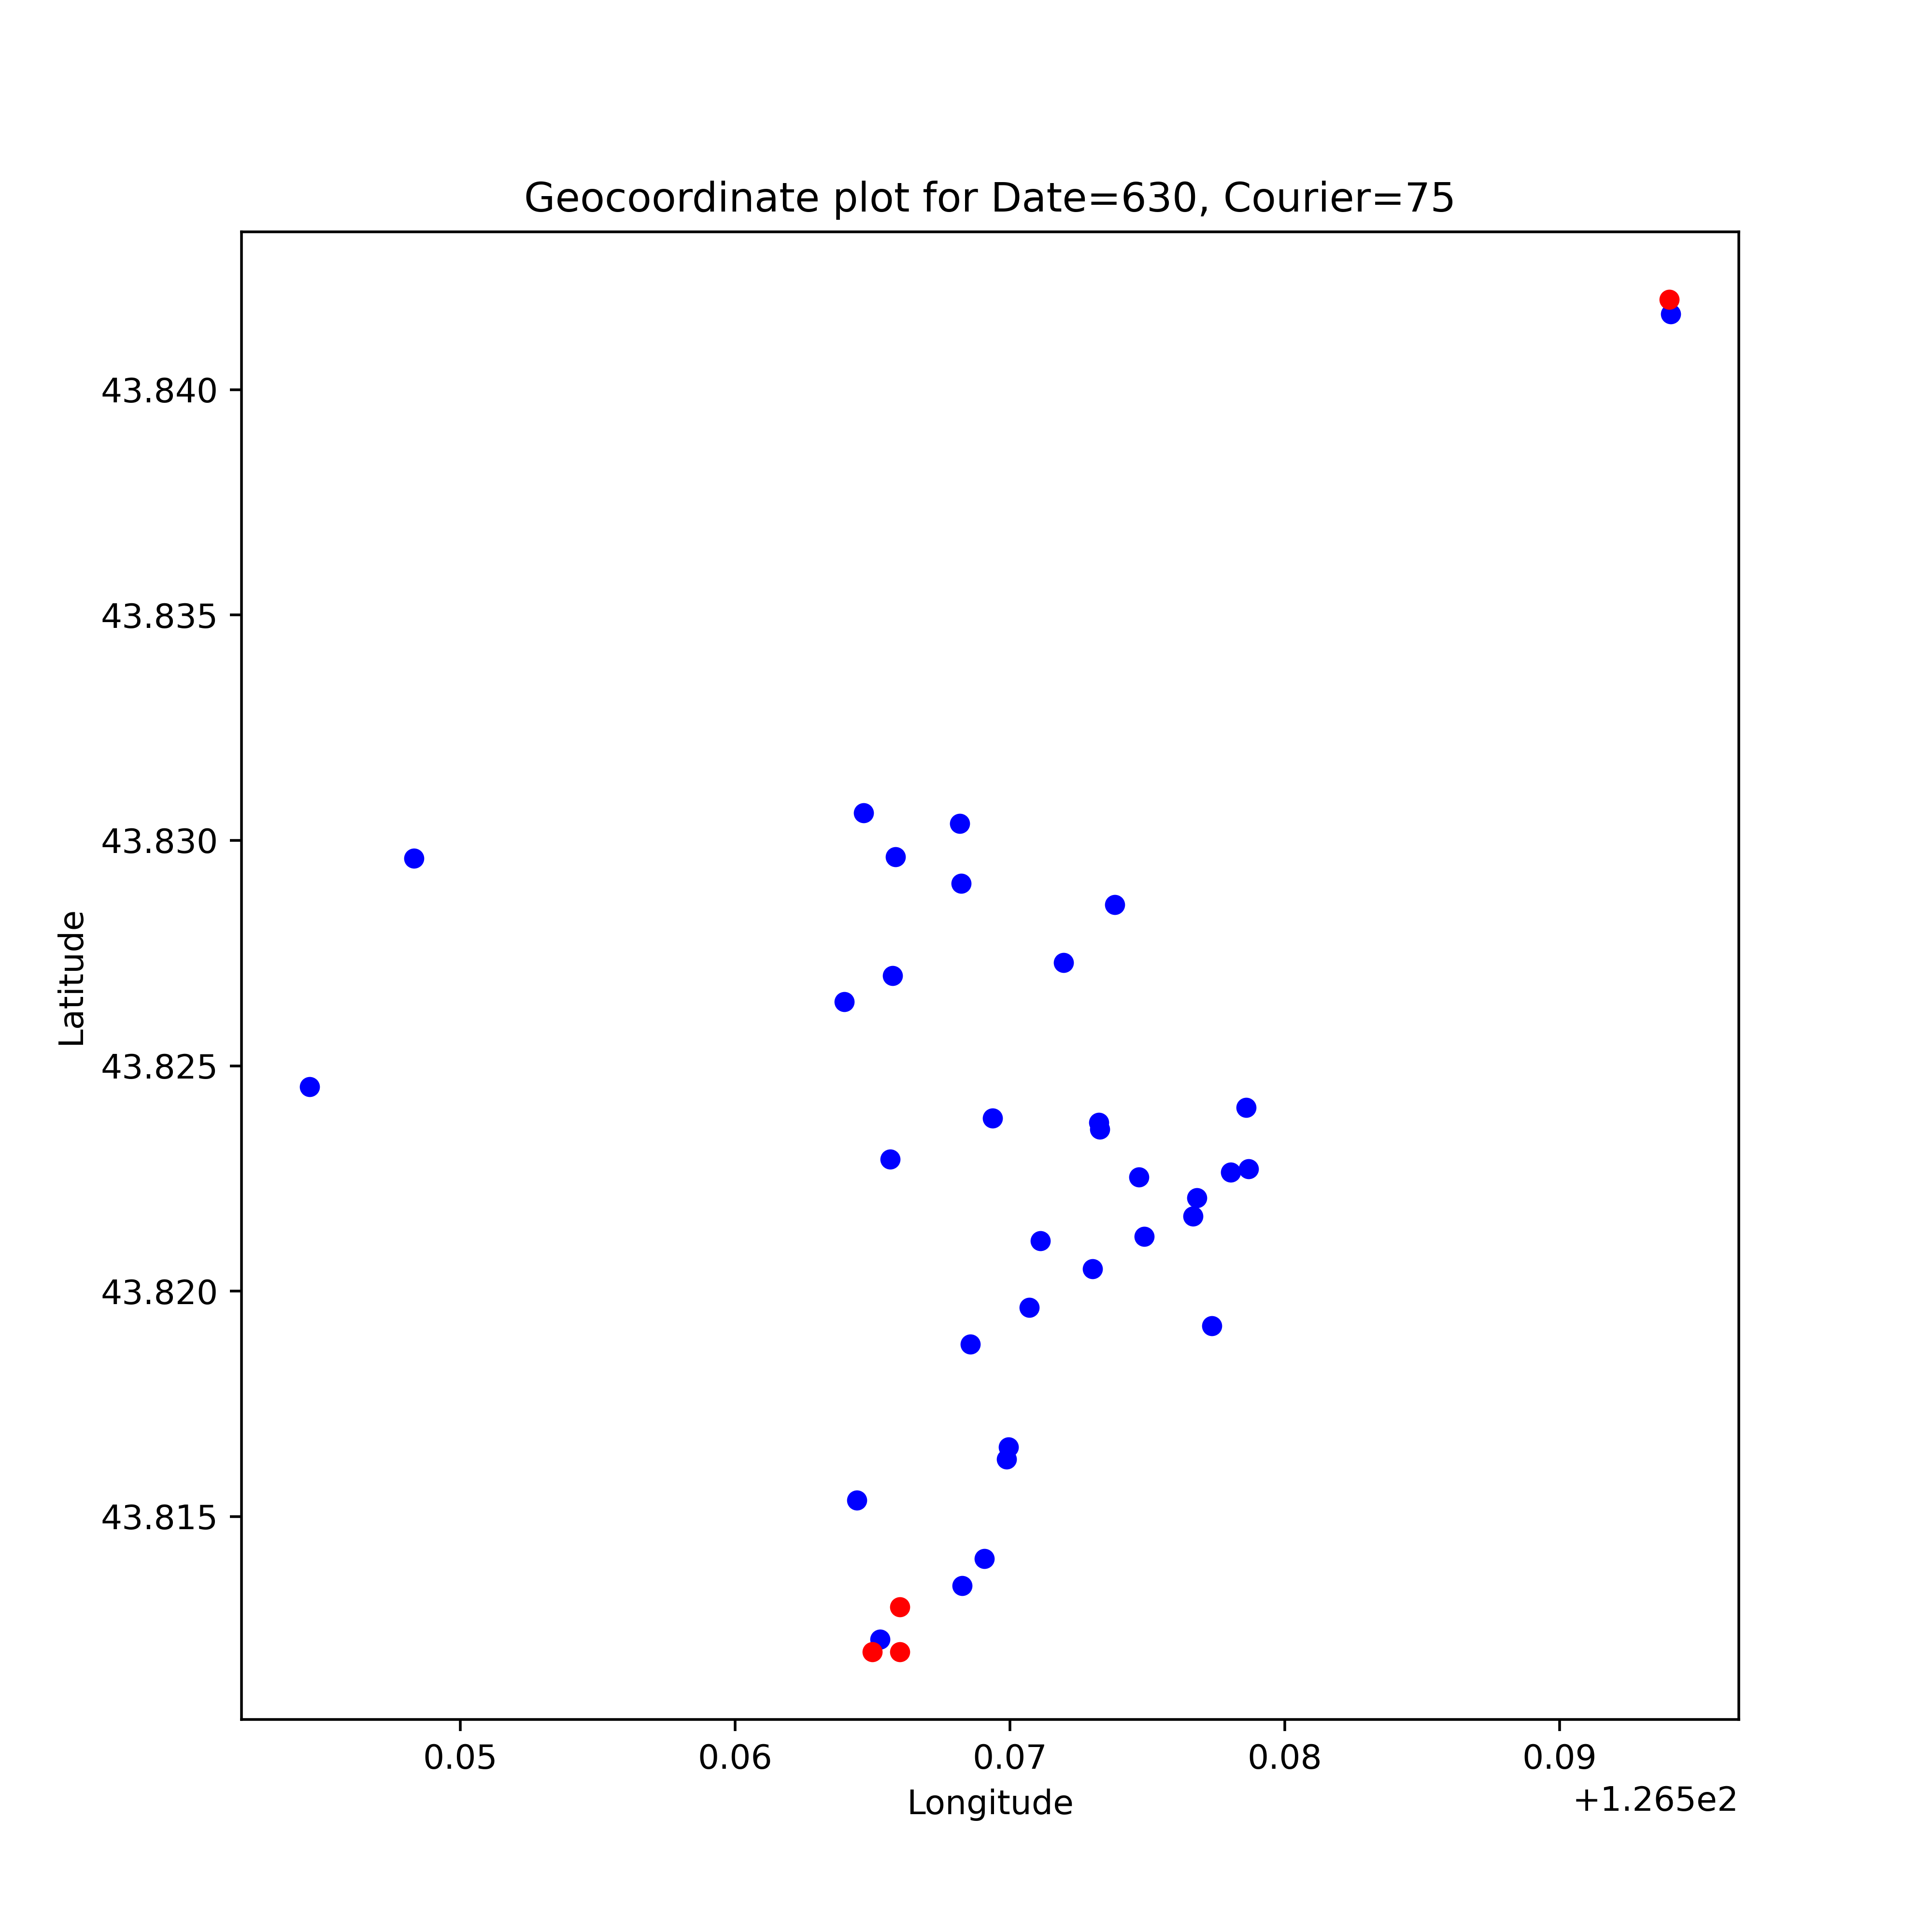 Geocoordinate plot for Date=630, Courier=75
43.840
43.835
43.830
43.825
43.820
43.815
Latitude
0.05 0.06 0.07 0.08 0.09
Longitude
+1.265e2